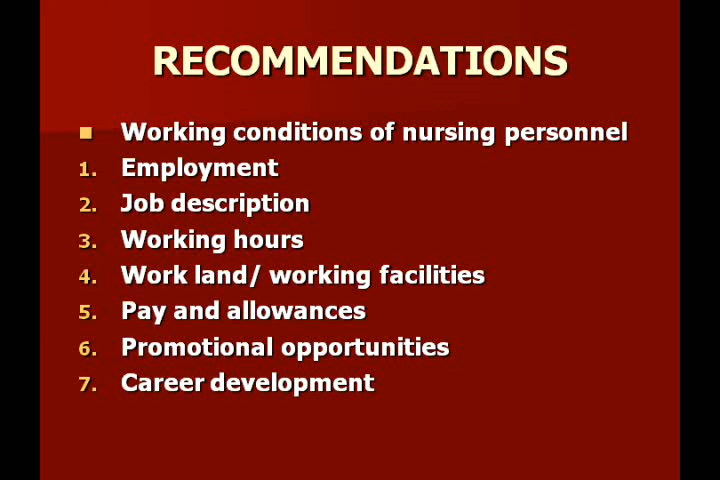 RECOMMENDATIONS
■ Working conditions of nursing personnel
1. Employment
2. Job description
3. Working hours
4. Work land/ working facilities
5. Pay and allowances
6. Promotional opportunities
7. Career development